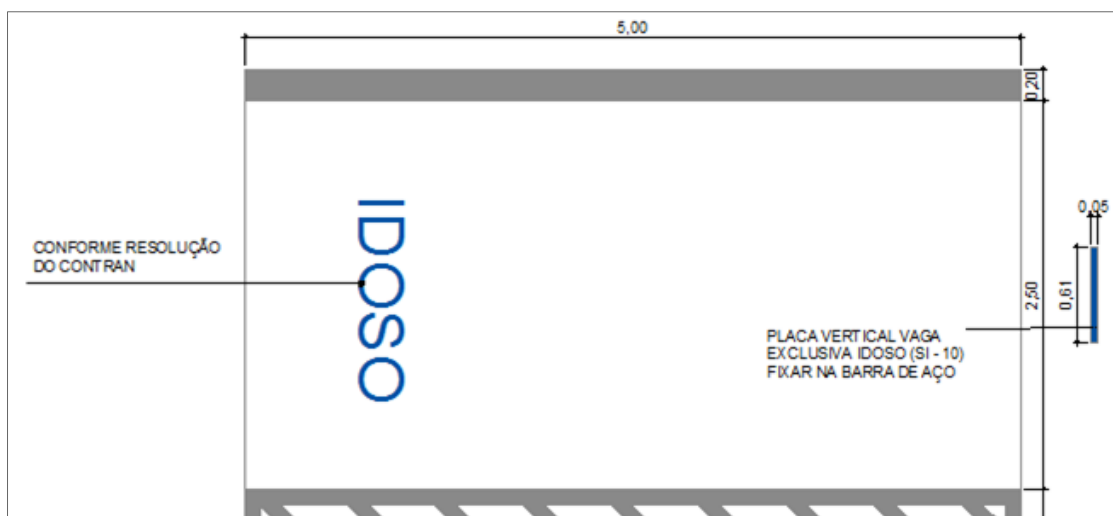 5,00
0,20
CONFORME RESOLUÇÃO
DO CONTRAN
IDOSO
0,05
0,61
2,50
PLACA VERTICAL VAGA
EXCLUSIVA IDOSO (SI - 10)
FIXAR NA BARRA DE AÇO